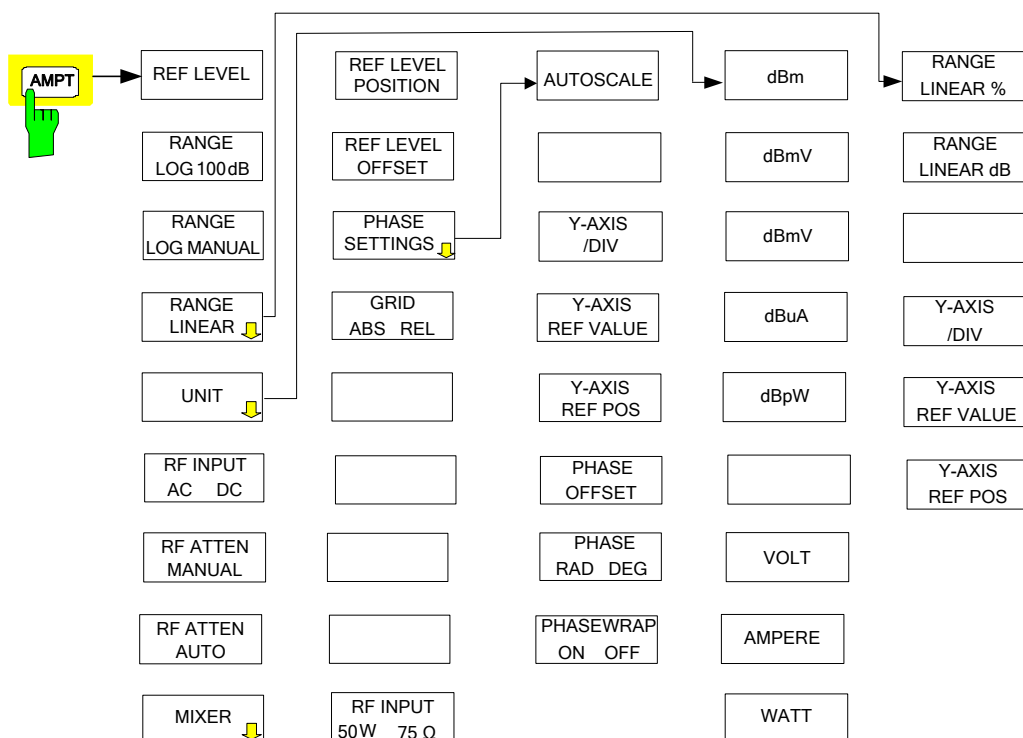 AMPT
REF LEVEL
RANGE
LOG 100dB
RANGE
LOG MANUAL
RANGE
LINEAR
UNIT
RF INPUT
AC DC
RF ATTEN
MANUAL
RF ATTEN
AUTO
MIXER
REF LEVEL
POSITION
REF LEVEL
OFFSET
PHASE
SETTINGS
GRID
ABS REL
RF INPUT
50W 75 Ω
AUTOSCALE
Y-AXIS
/DIV
Y-AXIS
REF VALUE
Y-AXIS
REF POS
PHASE
OFFSET
PHASE
RAD DEG
PHASEWRAP
ON OFF
dBm
dBmV
dBmV
dBuA
dBpW
VOLT
AMPERE
WATT
RANGE
LINEAR %
RANGE
LINEAR dB
Y-AXIS
/DIV
Y-AXIS
REF VALUE
Y-AXIS
REF POS